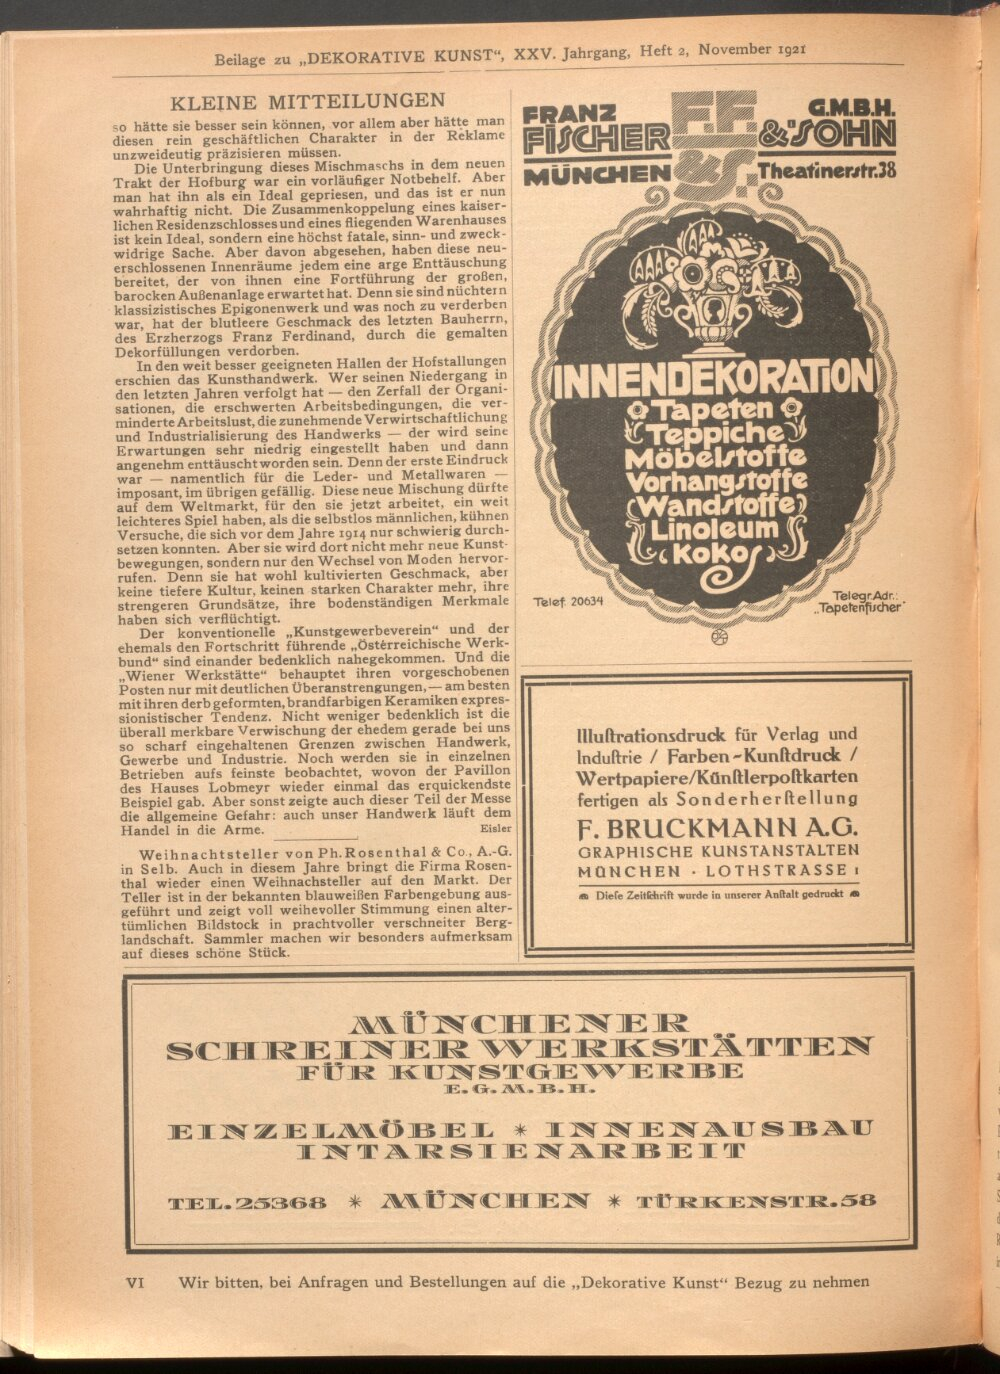 Beilage zu „DEKORATIVE KUNST“, XXV. Jahrgang, Heft 2, November 1921
KLEINE MITTEILUNGEN
so hätte sie besser sein können, vor allem aber hätte man
diesen rein geschäftlichen Charakter in der Reklame
unzweideutig präzisieren müssen.
Die Unterbringung dieses Mischmaschs in dem neuen
Trakt der Hofburg war ein vorläufiger Notbehelf. Aber
man hat ihn als ein Ideal gepriesen, und das ist er nun
wahrhaftig nicht. Die Zusammenkoppelung eines kaiser-
lichen Residenzschlosses und eines fliegenden Warenhauses
ist kein Ideal, sondern eine höchst fatale, sinn- und zweck-
widrige Sache. Aber davon abgesehen, haben diese neu-
erschlossenen Innenräume jedem eine arge Enttäuschung
bereitet, der von ihnen eine Fortführung der großen,
barocken Außenanlage erwartet hat. Denn sie sind nüchtern
klassizistisches Epigonenwerk und was noch zu verderben
war, hat der blutleere Geschmack des letzten Bauherrn,
des Erzherzogs Franz Ferdinand, durch die gemalten
Dekorfüllungen verdorben.
In den weit besser geeigneten Hallen der Hofstallungen
erschien das Kunsthandwerk. Wer seinen Niedergang in
den letzten Jahren verfolgt hat — den Zerfall der Organi-
sationen, die erschwerten Arbeitsbedingungen, die ver-
minderte Arbeitslust, die zunehmende Verwirtschaftlichung
und Industrialisierung des Handwerks — der wird seine
Erwartungen sehr niedrig eingestellt haben und dann
angenehm enttäuscht worden sein. Denn der erste Eindruck
war — namentlich für die Leder- und Metallwaren —
imposant, im übrigen gefällig. Diese neue Mischung dürfte
auf dem Weltmarkt, für den sie jetzt arbeitet, ein weit
leichteres Spiel haben, als die selbstlos männlichen, kühnen
Versuche, die sich vor dem Jahre 1914 nur schwierig durch-
setzen konnten. Aber sie wird dort nicht mehr neue Kunst-
bewegungen, sondern nur den Wechsel von Moden hervor-
rufen. Denn sie hat wohl kultivierten Geschmack, aber
keine tiefere Kultur, keinen starken Charakter mehr, ihre
strengeren Grundsätze, ihre bodenständigen Merkmale
haben sich verflüchtigt.
Der konventionelle „Kunstgewerbeverein“ und der
ehemals den Fortschritt führende „Österreichische Werk-
bund“ sind einander bedenklich nahegekommen. Und die
„Wiener Werkstätte“ behauptet ihren vorgeschobenen
Posten nur mit deutlichen Überanstrengungen, — am besten
mit ihren derb geformten, brandfarbigen Keramiken expres-
sionistischer Tendenz. Nicht weniger bedenklich ist die
überall merkbare Verwischung der ehedem gerade bei uns
so scharf eingehaltenen Grenzen zwischen Handwerk,
Gewerbe und Industrie. Noch werden sie in einzelnen
Betrieben aufs feinste beobachtet, wovon der Pavillon
des Hauses Lobmeyr wieder einmal das erquickendste
Beispiel gab. Aber sonst zeigte auch dieser Teil der Messe
die allgemeine Gefahr: auch unser Handwerk läuft dem
Handel in die Arme. Eisler
Weihnachtsteller von Ph. Rosenthal & Co., A.-G.
in Selb. Auch in diesem Jahre bringt die Firma Rosen-
thal wieder einen Weihnachsteller auf den Markt. Der
Teller ist in der bekannten blauweißen Farbengebung aus-
geführt und zeigt voll weihevoller Stimmung einen alter-
tümlichen Bildstock in prachtvoller verschneiter Berg-
landschaft. Sammler machen wir besonders aufmerksam
auf dieses schöne Stück.
FRANZ F.F. G.M.B.H.
FISCHER & SOHN
MÜNCHEN &S. Theatinerstr.38
INNENDEKORATION
Tapeten
Teppiche
Möbelstoffe
Vorhangstoffe
Wandstoffe
Linoleum
Kokos
Telef. 20634
Telegr.Adr.:
„Tapetenfischer“
Illustrationsdruck für Verlag und
Industrie / Farben-Kunstdruck /
Wertpapiere/Künstlerpostkarten
fertigen als Sonderherstellung
F. BRUCKMANN A.G.
GRAPHISCHE KUNSTANSTALTEN
MÜNCHEN · LOTHSTRASSE 1
Diese Zeitschrift wurde in unserer Anstalt gedruckt
MÜNCHENER
SCHREINER WERKSTÄTTEN
FÜR KUNSTGEWERBE
E.G.M.B.H.
EINZELMÖBEL * INNENAUSBAU
INTARSIENARBEIT
TEL. 25368 * MÜNCHEN * TÜRKENSTR. 58
VI Wir bitten, bei Anfragen und Bestellungen auf die „Dekorative Kunst“ Bezug zu nehmen